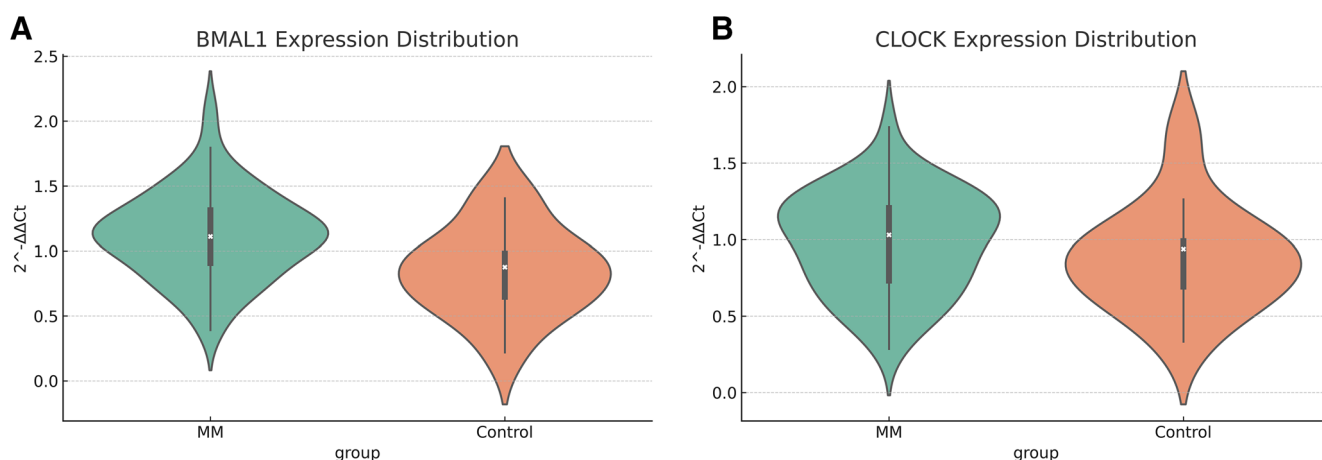 A
BMAL1 Expression Distribution
2.5
2.0
1.5
1.0
0.5
0.0
2^-ΔΔCt
MM
Control
group
B
CLOCK Expression Distribution
2.0
1.5
1.0
0.5
0.0
2^-ΔΔCt
MM
Control
group